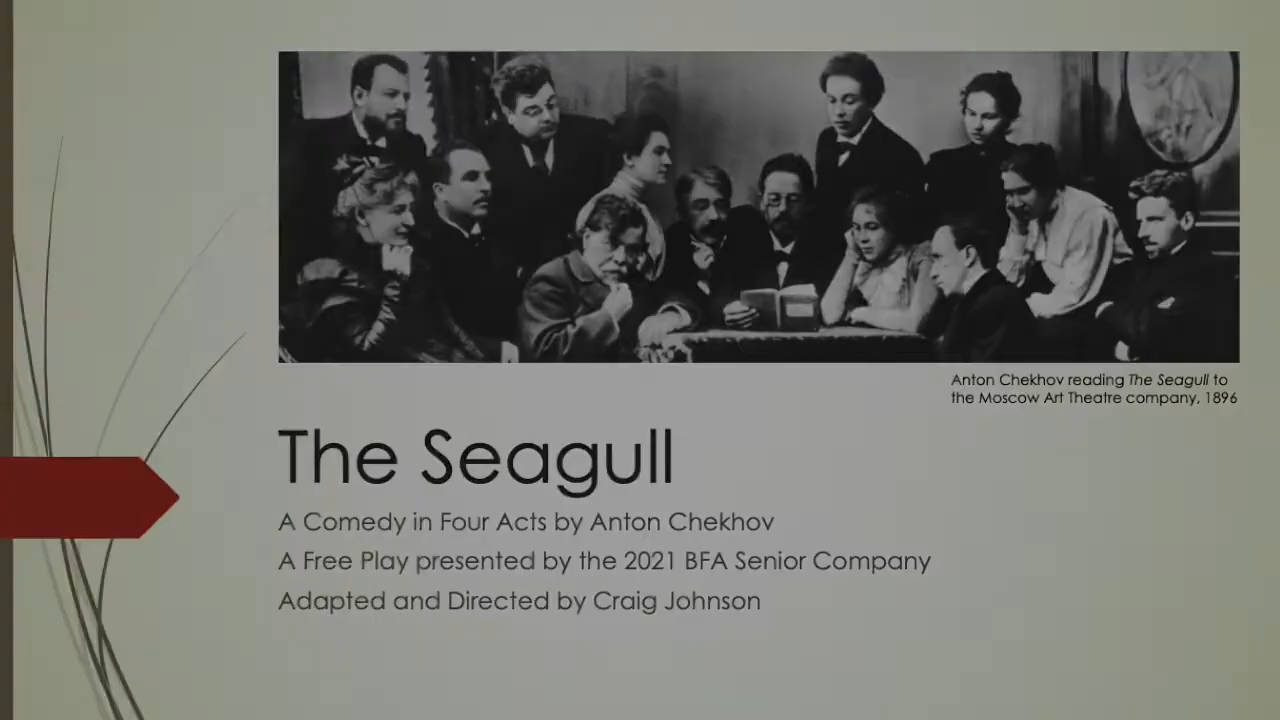 Anton Chekhov reading The Seagull to
the Moscow Art Theatre company, 1896
The Seagull
A Comedy in Four Acts by Anton Chekhov
A Free Play presented by the 2021 BFA Senior Company
Adapted and Directed by Craig Johnson